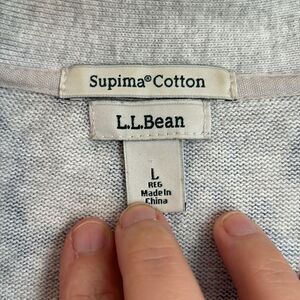 Supima® Cotton
L.L.Bean
L
REG
Made in
China